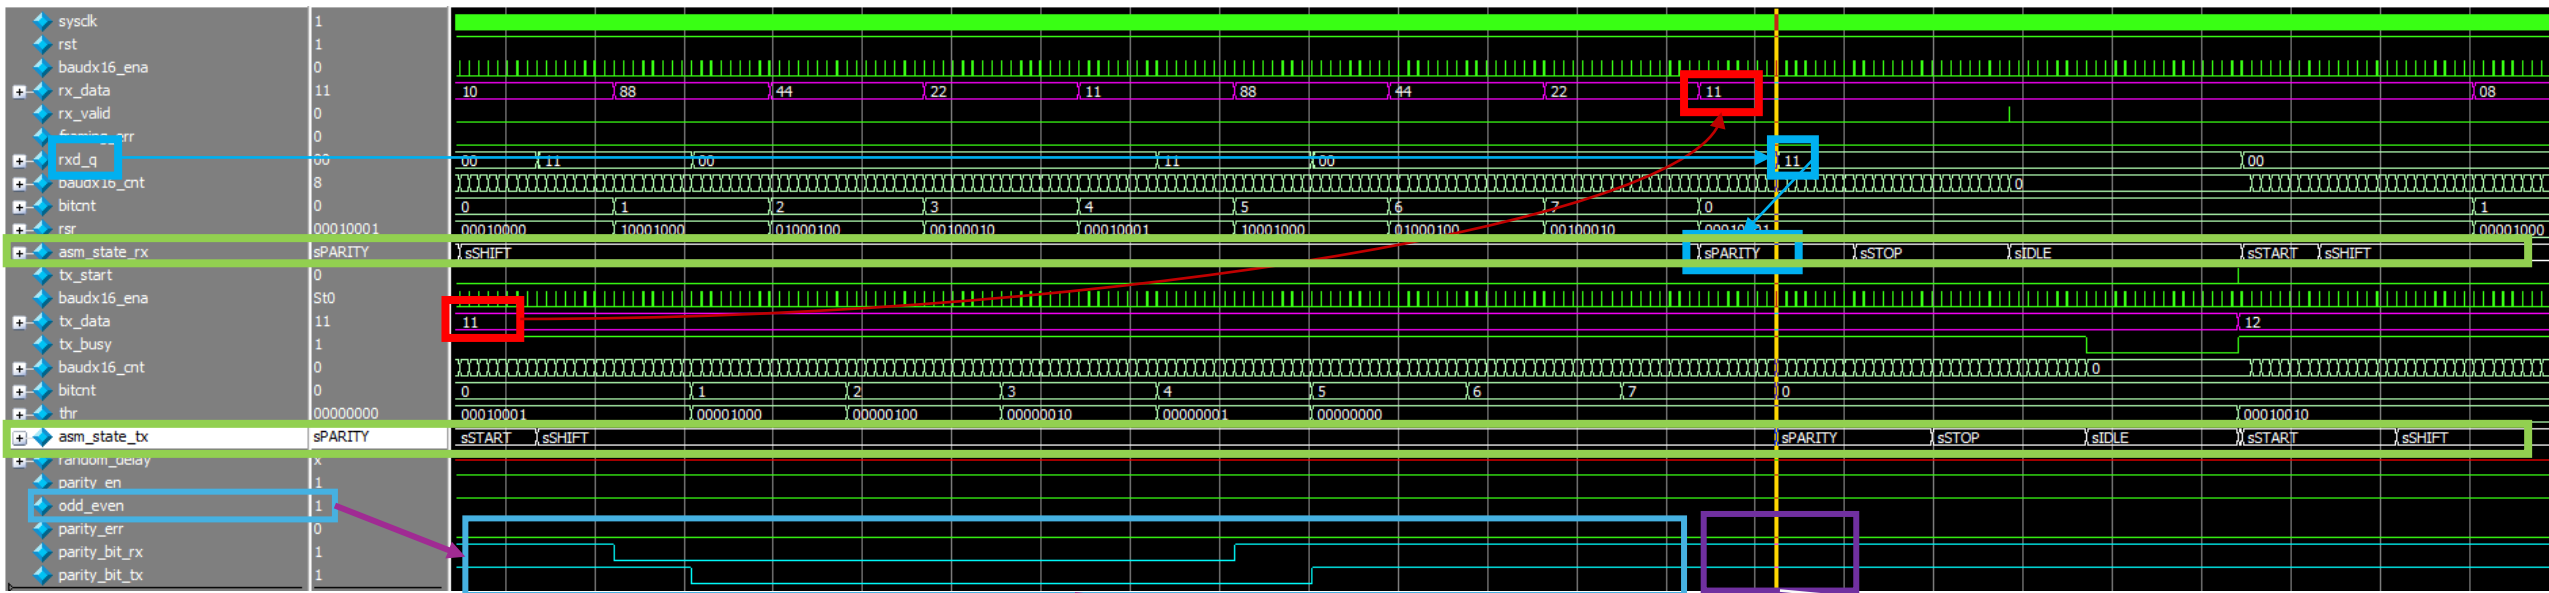 sysclk 1
rst 1
baudx16_ena 0
rx_data 11 10 88 44 22 11 88 44 22 11 08
rx_valid 0
framing_err 0
rxd_q 00 00 11 00 11 00 11 00
baudx16_cnt 8 0
bitcnt 0 0 1 2 3 4 5 6 7 0 1
rsr 00010001 00010000 10001000 01000100 00100010 00010001 10001000 01000100 00100010 00010001 00001000
asm_state_rx sPARITY sSHIFT sPARITY sSTOP sIDLE sSTART sSHIFT
tx_start 0
baudx16_ena St0
tx_data 11 11 12
tx_busy 1
baudx16_cnt 0 0
bitcnt 0 0 1 2 3 4 5 6 7 0
thr 00000000 00010001 00001000 00000100 00000010 00000001 00000000 00010010
asm_state_tx sPARITY sSTART sSHIFT sPARITY sSTOP sIDLE sSTART sSHIFT
random_delay x
parity_en 1
odd_even 1
parity_err 0
parity_bit_rx 1
parity_bit_tx 1